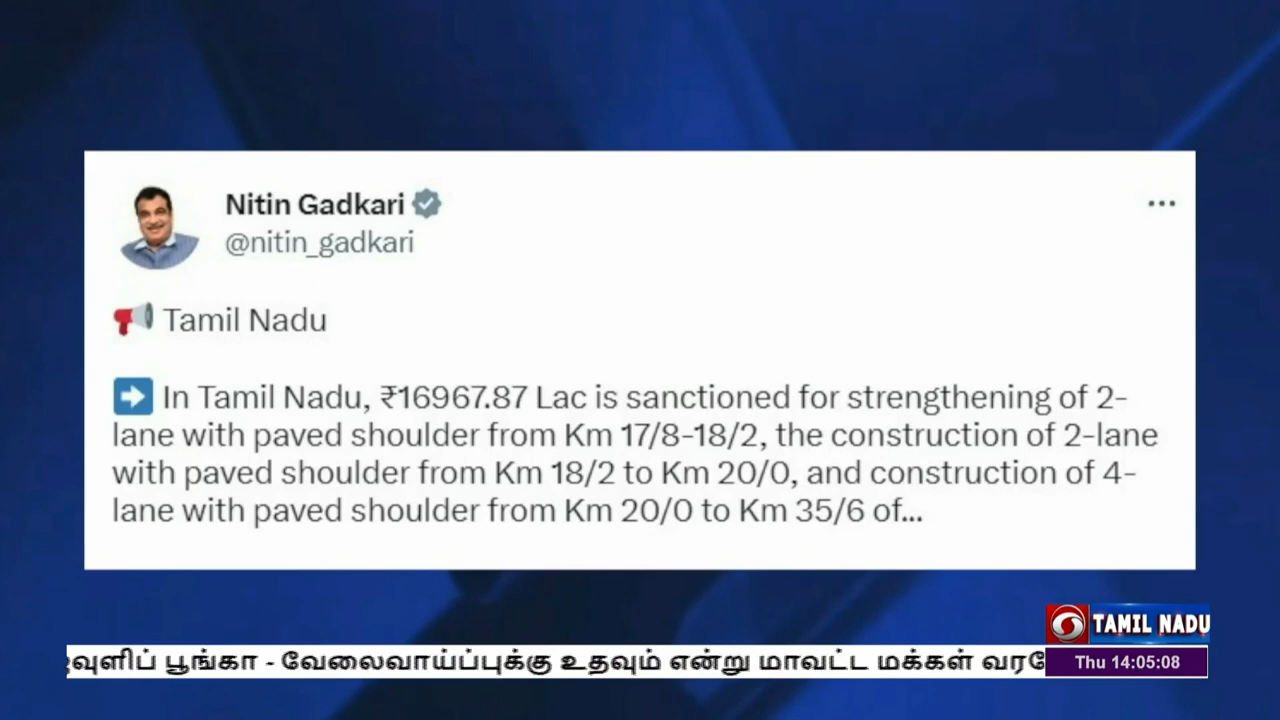 Nitin Gadkari
@nitin_gadkari
Tamil Nadu
In Tamil Nadu, ₹16967.87 Lac is sanctioned for strengthening of 2-
lane with paved shoulder from Km 17/8-18/2, the construction of 2-lane
with paved shoulder from Km 18/2 to Km 20/0, and construction of 4-
lane with paved shoulder from Km 20/0 to Km 35/6 of...
TAMIL NADU
பூங்கா - வேலைவாய்ப்புக்கு உதவும் என்று மாவட்ட மக்கள்
Thu 14:05:08